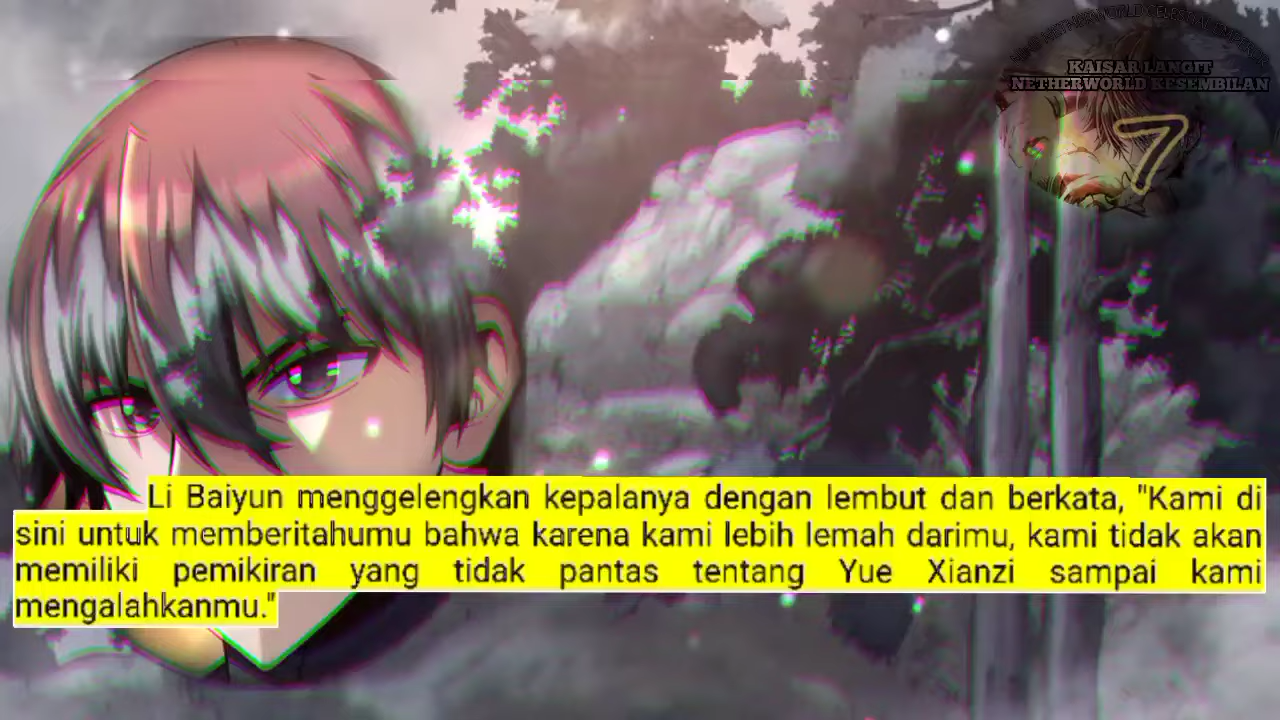 KAISAR LANGIT
NETHERWORLD KESEMBILAN
7
Li Baiyun menggelengkan kepalanya dengan lembut dan berkata, "Kami di
sini untuk memberitahumu bahwa karena kami lebih lemah darimu, kami tidak akan
memiliki pemikiran yang tidak pantas tentang Yue Xianzi sampai kami
mengalahkanmu."